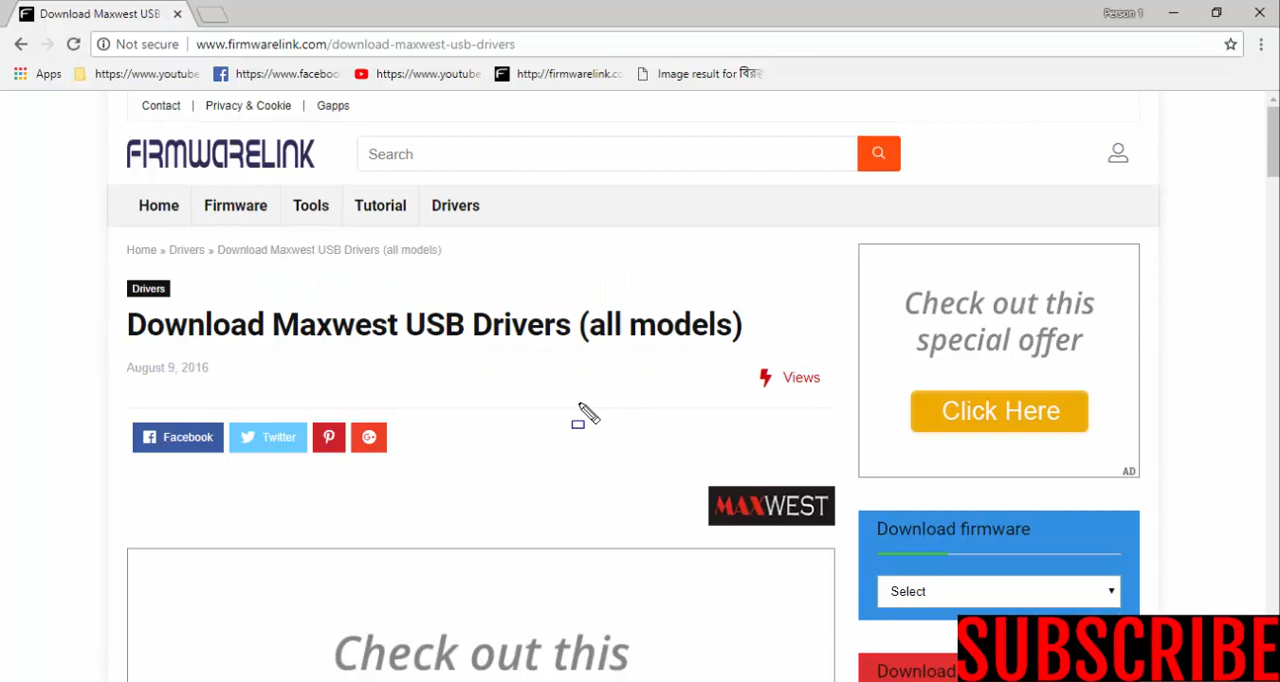 Download Maxwest USB
Person 1
Not secure www.firmwarelink.com/download-maxwest-usb-drivers
Apps https://www.youtube https://www.faceboo https://www.youtube http://firmwarelink.co Image result for
Contact | Privacy & Cookie | Gapps
FIRMWARELINK
Search
Home Firmware Tools Tutorial Drivers
Home » Drivers » Download Maxwest USB Drivers (all models)
Drivers
Download Maxwest USB Drivers (all models)
August 9, 2016
Views
Facebook Twitter
MAXWEST
Check out this
Check out this
special offer
Click Here
AD
Download firmware
Select
Download
SUBSCRIBE